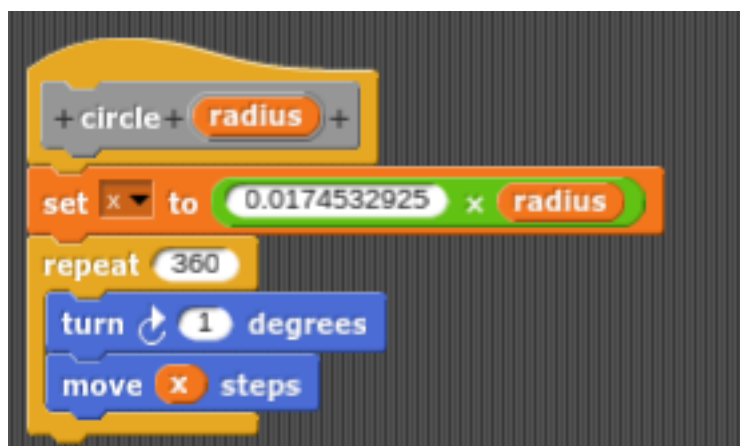 + circle + radius +
set x to 0.0174532925 × radius
repeat 360
turn 1 degrees
move x steps